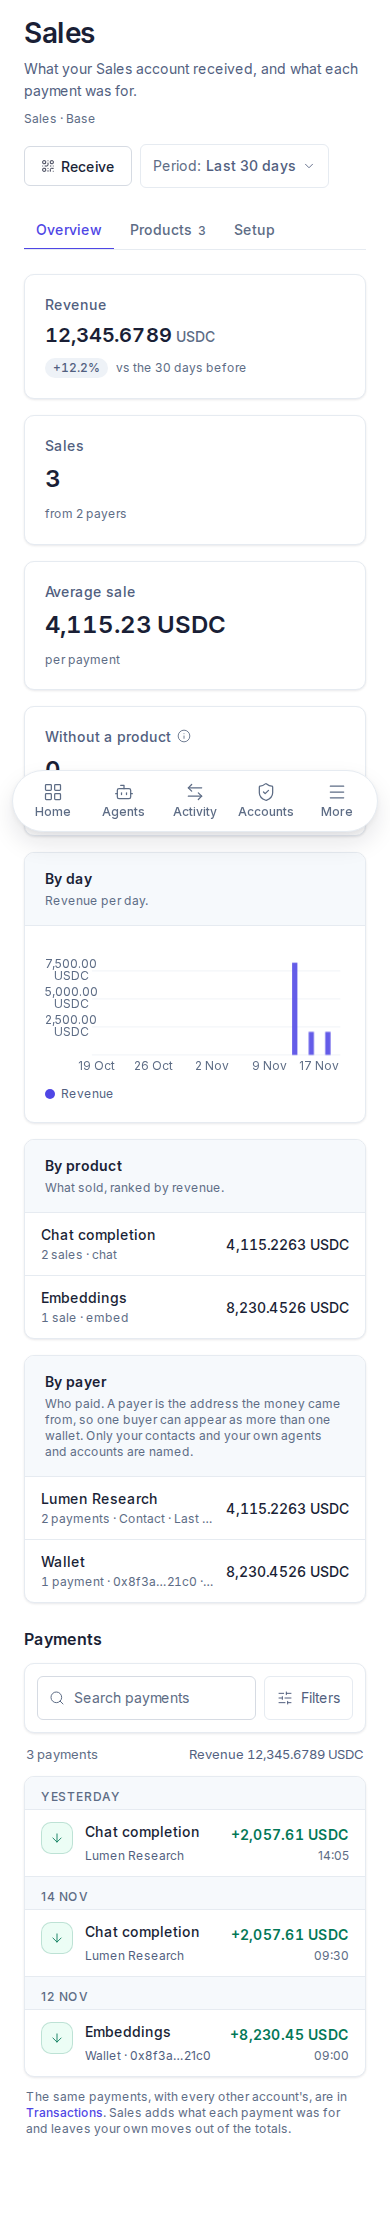 Sales
What your Sales account received, and what each
payment was for.
Sales · Base
Receive
Period: Last 30 days
Overview
Products 3
Setup
Revenue
12,345.6789 USDC
+12.2% vs the 30 days before
Sales
3
from 2 payers
Average sale
4,115.23 USDC
per payment
Without a product
Home
Agents
Activity
Accounts
More
By day
Revenue per day.
7,500.00
USDC
5,000.00
USDC
2,500.00
USDC
19 Oct 26 Oct 2 Nov 9 Nov 17 Nov
Revenue
By product
What sold, ranked by revenue.
Chat completion
2 sales · chat
4,115.2263 USDC
Embeddings
1 sale · embed
8,230.4526 USDC
By payer
Who paid. A payer is the address the money came
from, so one buyer can appear as more than one
wallet. Only your contacts and your own agents
and accounts are named.
Lumen Research
2 payments · Contact · Last ...
4,115.2263 USDC
Wallet
1 payment · 0x8f3a...21c0 ·...
8,230.4526 USDC
Payments
Search payments
Filters
3 payments
Revenue 12,345.6789 USDC
YESTERDAY
Chat completion
+2,057.61 USDC
Lumen Research
14:05
14 NOV
Chat completion
+2,057.61 USDC
Lumen Research
09:30
12 NOV
Embeddings
+8,230.45 USDC
Wallet · 0x8f3a...21c0
09:00
The same payments, with every other account's, are in
Transactions. Sales adds what each payment was for
and leaves your own moves out of the totals.